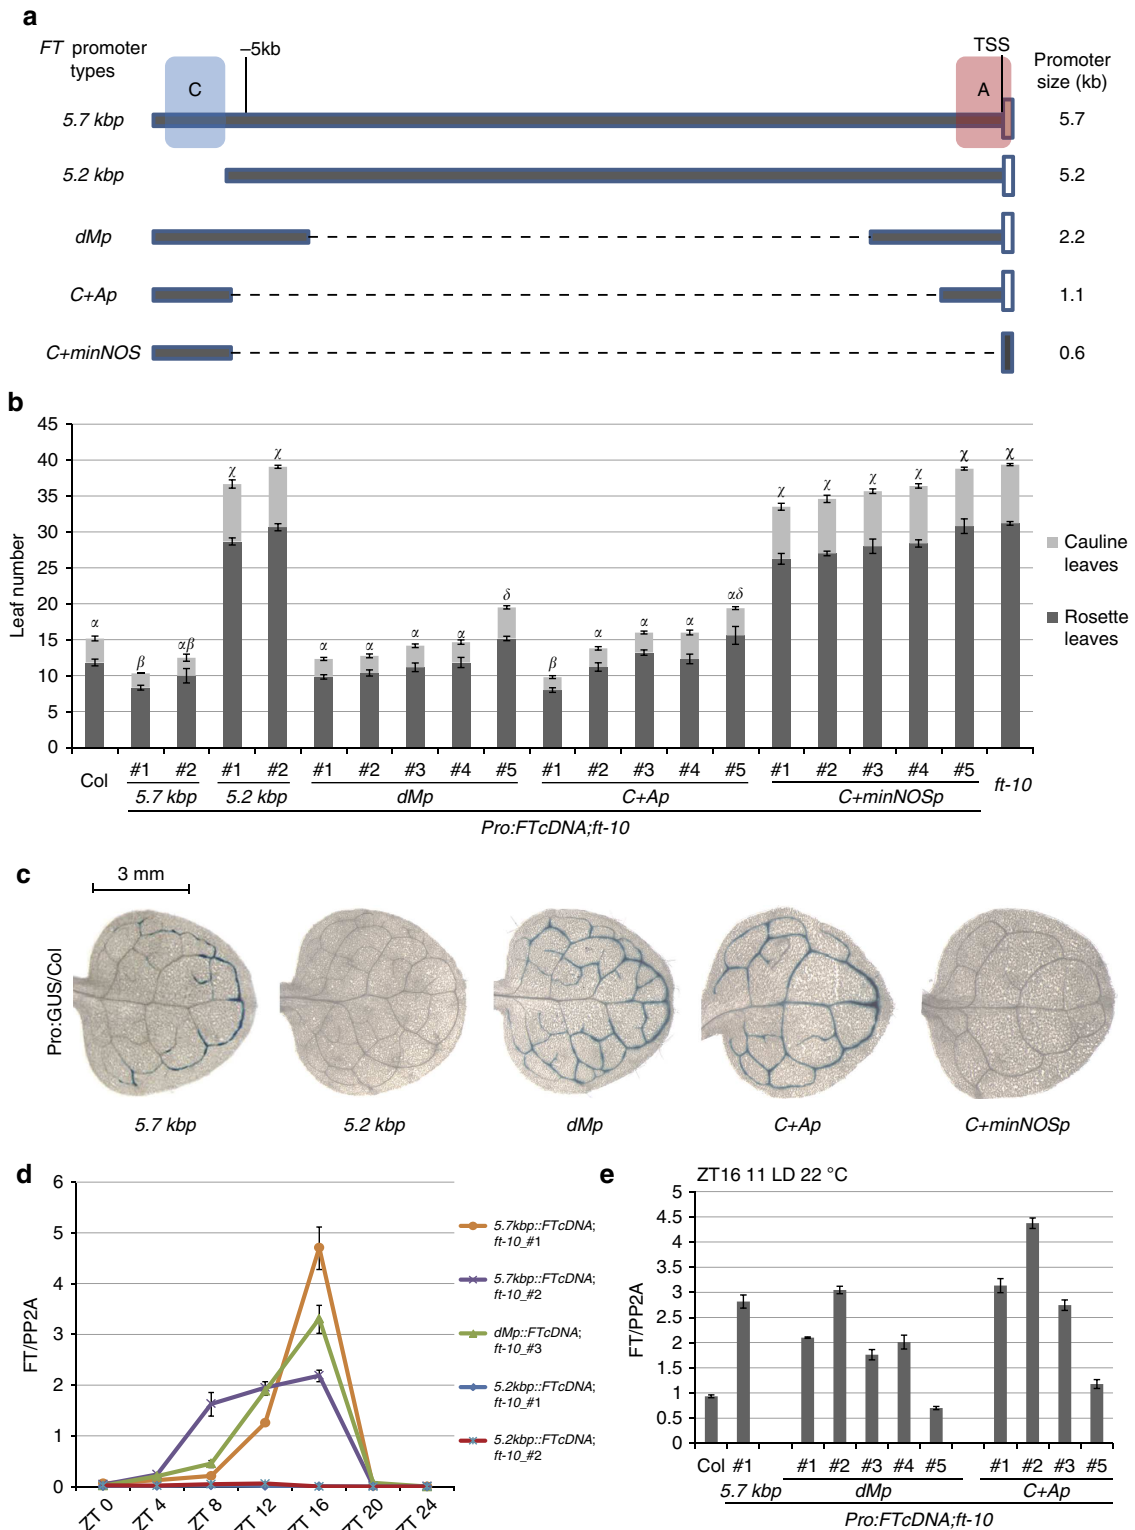 a
FT promoter types
–5kb
TSS
Promoter size (kb)
C
A
5.7 kbp
5.7
5.2 kbp
5.2
dMp
2.2
C+Ap
1.1
C+minNOS
0.6
b
Leaf number
45
40
35
30
25
20
15
10
5
0
α
β
αβ
χ
χ
α
α
α
α
δ
β
α
α
α
αδ
χ
χ
χ
χ
χ
χ
Cauline leaves
Rosette leaves
Col
#1 #2
#1 #2
#1 #2 #3 #4 #5
#1 #2 #3 #4 #5
#1 #2 #3 #4 #5
ft-10
5.7 kbp
5.2 kbp
dMp
C+Ap
C+minNOSp
Pro:FTcDNA;ft-10
c
3 mm
Pro:GUS/Col
5.7 kbp
5.2 kbp
dMp
C+Ap
C+minNOSp
d
FT/PP2A
6
5
4
3
2
1
0
ZT 0
ZT 4
ZT 8
ZT 12
ZT 16
ZT 20
ZT 24
5.7kbp::FTcDNA;
ft-10_#1
5.7kbp::FTcDNA;
ft-10_#2
dMp::FTcDNA;
ft-10_#3
5.2kbp::FTcDNA;
ft-10_#1
5.2kbp::FTcDNA;
ft-10_#2
e
ZT16 11 LD 22 °C
FT/PP2A
5
4.5
4
3.5
3
2.5
2
1.5
1
0.5
0
Col #1
#1 #2 #3 #4 #5
#1 #2 #3 #5
5.7 kbp
dMp
C+Ap
Pro:FTcDNA;ft-10